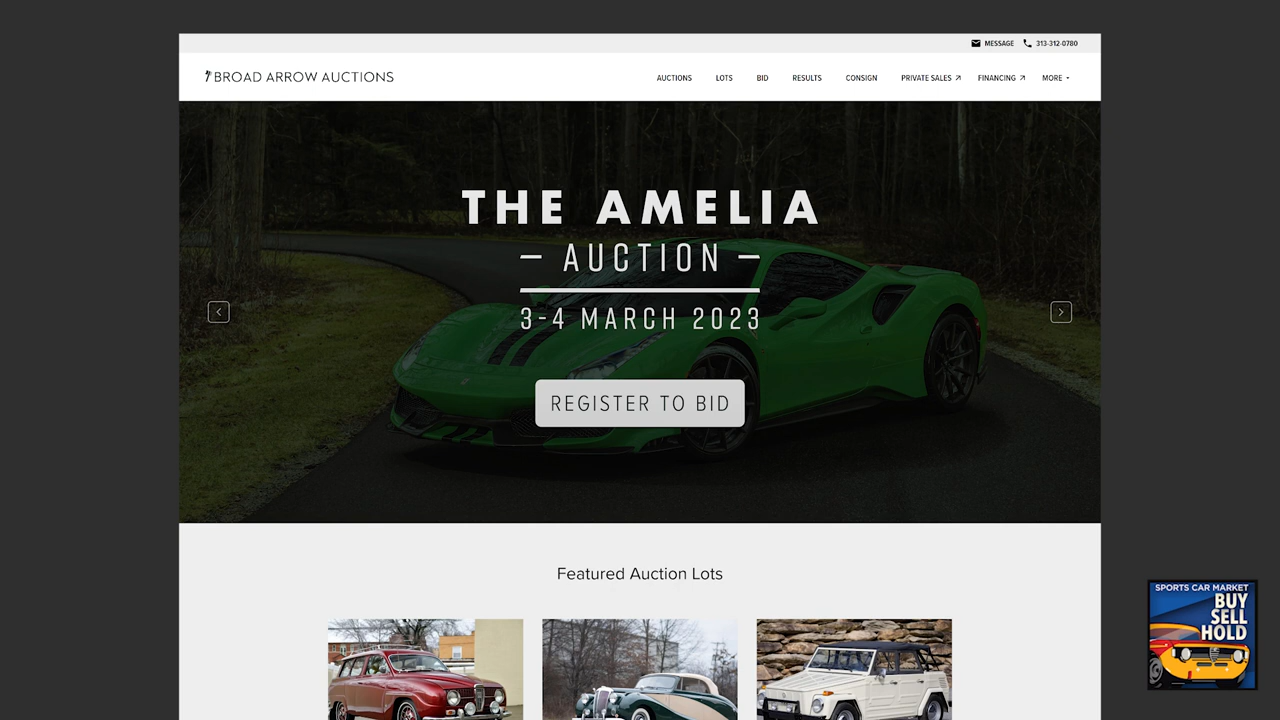 MESSAGE 313-312-0780
BROAD ARROW AUCTIONS
AUCTIONS LOTS BID RESULTS CONSIGN PRIVATE SALES FINANCING MORE
THE AMELIA
– AUCTION –
3-4 MARCH 2023
REGISTER TO BID
Featured Auction Lots
SPORTS CAR MARKET
BUY
SELL
HOLD